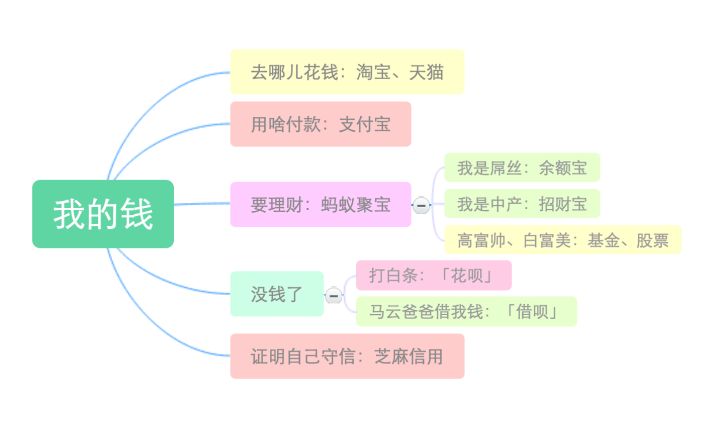 我的钱
去哪儿花钱：淘宝、天猫
用啥付款：支付宝
要理财：蚂蚁聚宝
我是屌丝：余额宝
我是中产：招财宝
高富帅、白富美：基金、股票
没钱了
打白条：「花呗」
马云爸爸借我钱：「借呗」
证明自己守信：芝麻信用